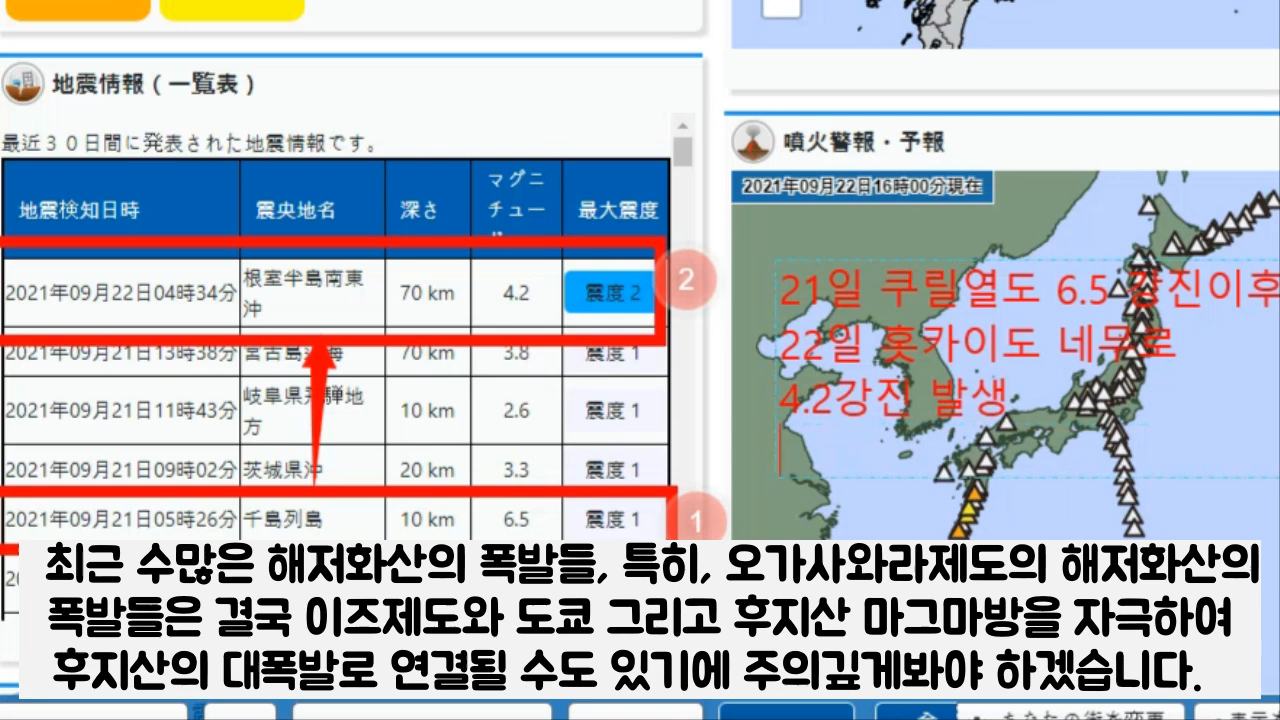 地震情報(一覧表)
最近30日間に発表された地震情報です。
地震検知日時 震央地名 深さ マグニチュー 最大震度
2021年09月22日04時34分 根室半島南東沖 70 km 4.2 震度 2
2021年09月21日13時38分 宮古島 70 km 3.8 震度 1
2021年09月21日11時43分 岐阜県飛騨地方 10 km 2.6 震度 1
2021年09月21日09時02分 茨城県沖 20 km 3.3 震度 1
2021年09月21日05時26分 千島列島 10 km 6.5 震度 1
2
1
噴火警報・予報
2021年09月22日16時00分現在
21일 쿠릴열도 6.5 강진이후
22일 홋카이도 네무로
4.2강진 발생
최근 수많은 해저화산의 폭발들, 특히, 오가사와라제도의 해저화산의
폭발들은 결국 이즈제도와 도쿄 그리고 후지산 마그마방을 자극하여
후지산의 대폭발로 연결될 수도 있기에 주의깊게봐야 하겠습니다.